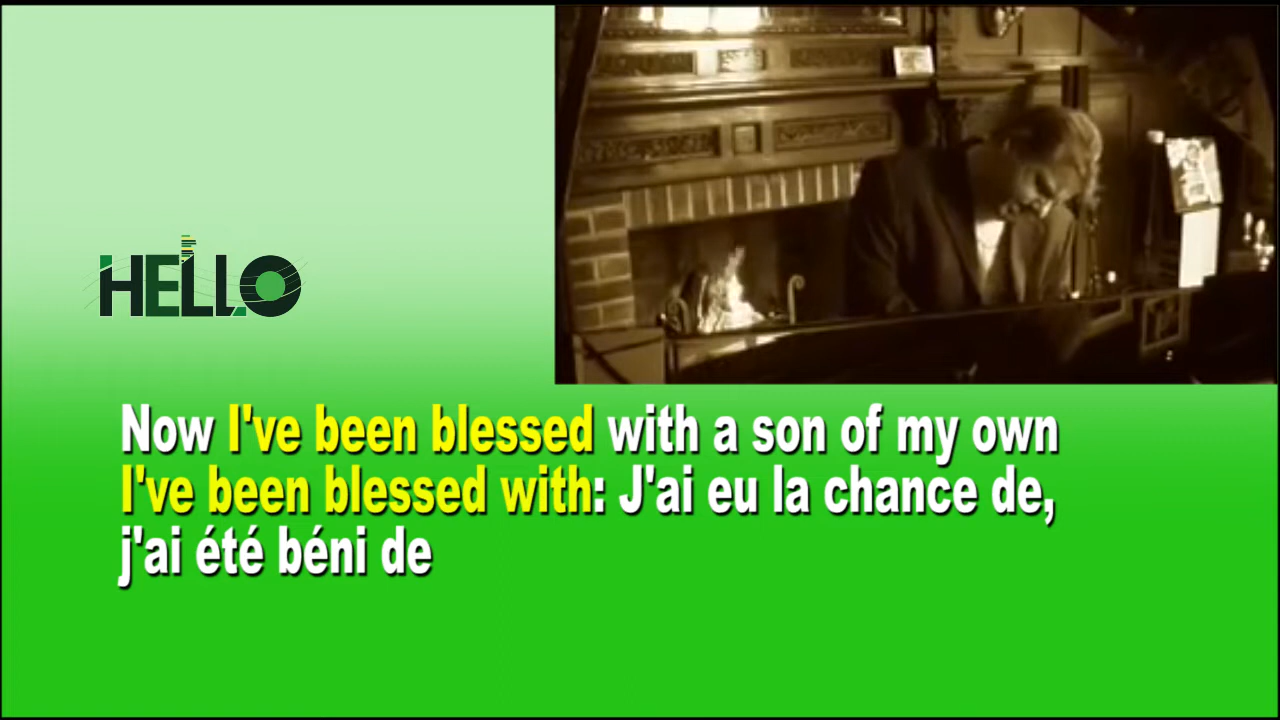 HELLO
Now I've been blessed with a son of my own
I've been blessed with: J'ai eu la chance de,
j'ai été béni de